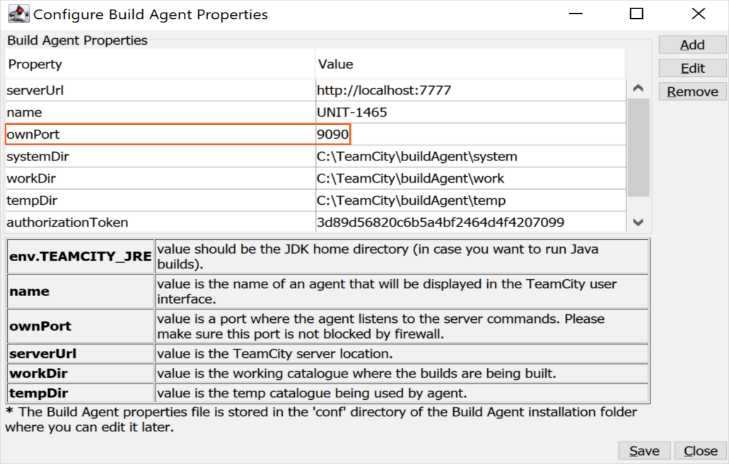 Configure Build Agent Properties
Build Agent Properties
Property Value
serverUrl http://localhost:7777
name UNIT-1465
ownPort 9090
systemDir C:\TeamCity\buildAgent\system
workDir C:\TeamCity\buildAgent\work
tempDir C:\TeamCity\buildAgent\temp
authorizationToken 3d89d56820c6b5a4bf2464d4f4207099
Add
Edit
Remove
env.TEAMCITY_JRE value should be the JDK home directory (in case you want to run Java
builds).
name value is the name of an agent that will be displayed in the TeamCity user
interface.
ownPort value is a port where the agent listens to the server commands. Please
make sure this port is not blocked by firewall.
serverUrl value is the TeamCity server location.
workDir value is the working catalogue where the builds are being built.
tempDir value is the temp catalogue being used by agent.
* The Build Agent properties file is stored in the 'conf' directory of the Build Agent installation folder
where you can edit it later.
Save Close